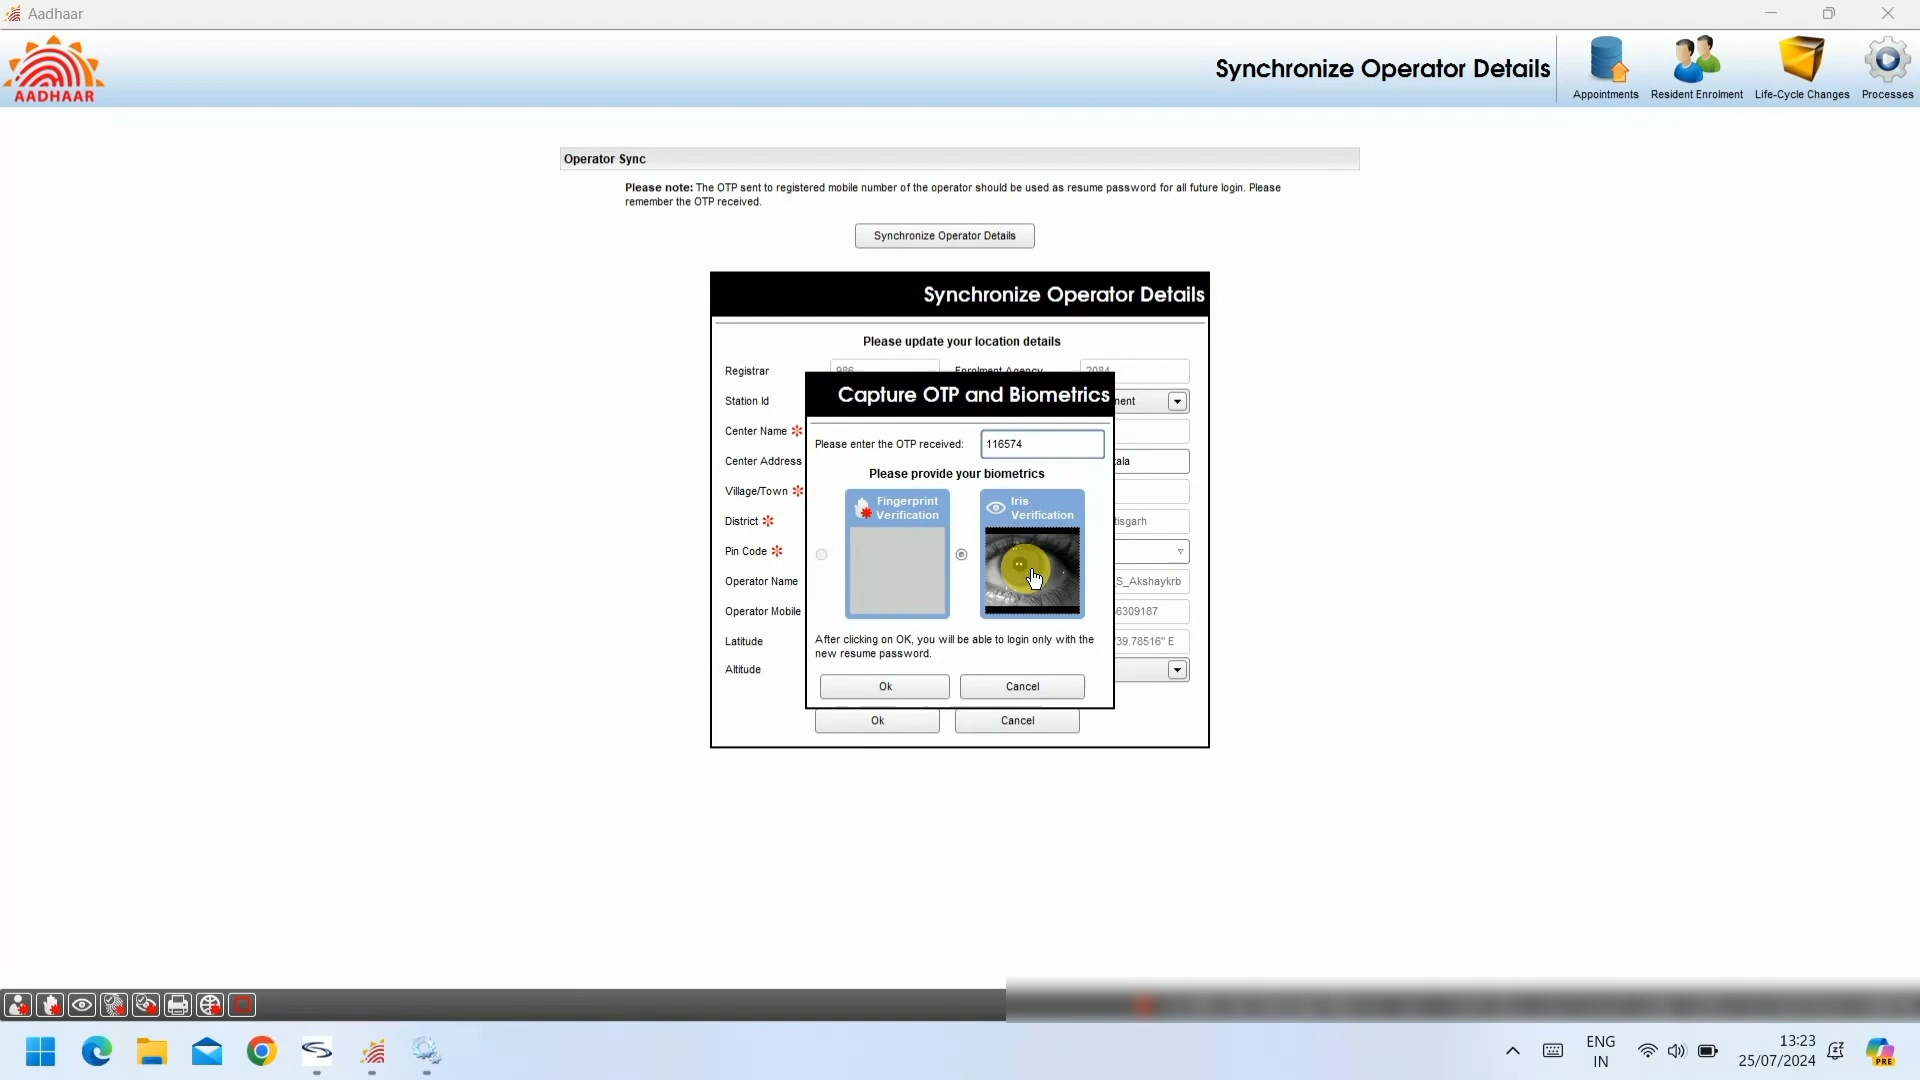 Aadhaar
AADHAAR
Synchronize Operator Details
Appointments
Resident Enrolment
Life-Cycle Changes
Processes
Operator Sync
Please note: The OTP sent to registered mobile number of the operator should be used as resume password for all future login. Please
remember the OTP received.
Synchronize Operator Details
Synchronize Operator Details
Please update your location details
Registrar
Station Id
Center Name *
Center Address
Village/Town *
District *
Pin Code *
Operator Name
Operator Mobile
Latitude
Altitude
Capture OTP and Biometrics
Please enter the OTP received: 116574
Please provide your biometrics
Fingerprint
Verification
Iris
Verification
After clicking on OK, you will be able to login only with the
new resume password.
Ok Cancel
Ok Cancel
ment
tala
tisgarh
S_Akshaykrb
6309187
39.78516" E
ENG
IN
13:23
25/07/2024
PRE